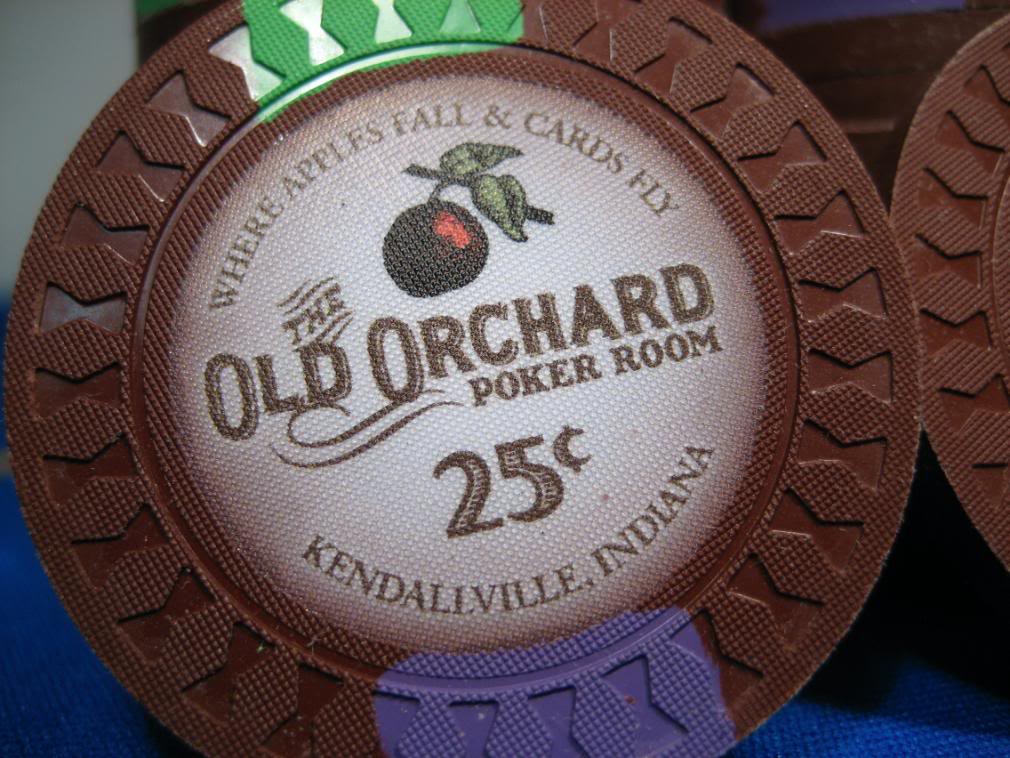 WHERE APPLES FALL & CARDS FLY
THE
OLD ORCHARD
POKER ROOM
25¢
KENDALLVILLE, INDIANA